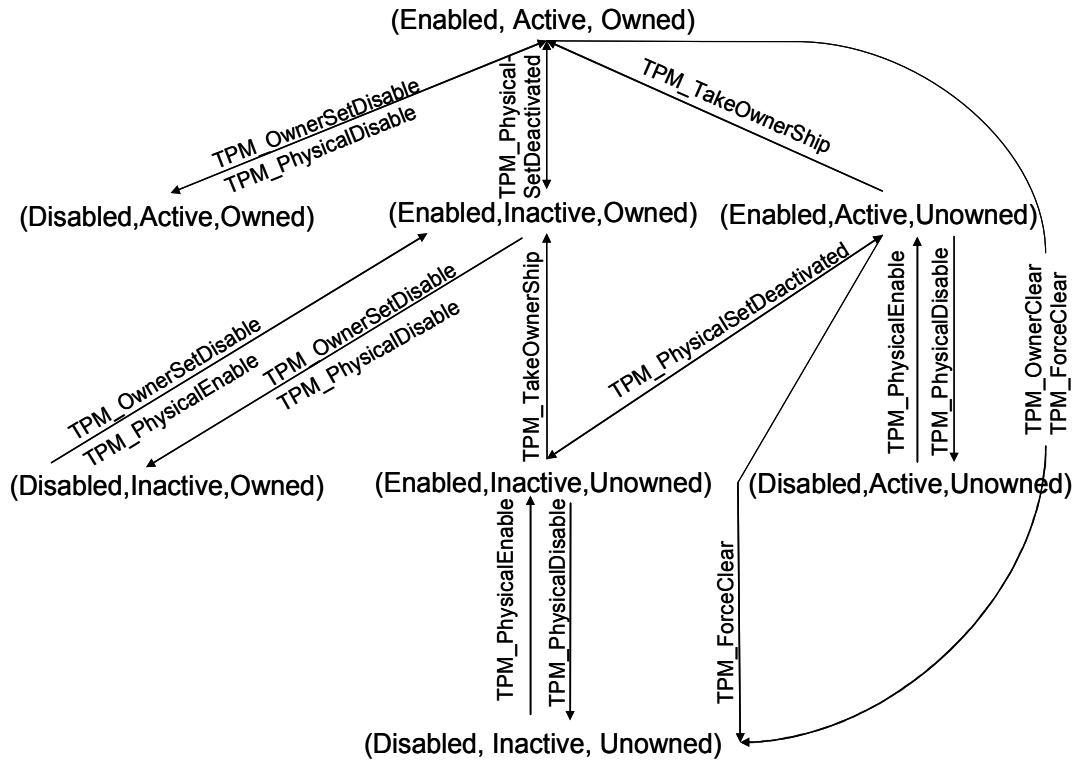 (Enabled, Active, Owned)
TPM_OwnerSetDisable
TPM_PhysicalDisable
TPM_Physical-
SetDeactivated
TPM_TakeOwnerShip
(Disabled,Active,Owned)
(Enabled,Inactive,Owned)
(Enabled,Active,Unowned)
TPM_OwnerSetDisable
TPM_PhysicalEnable
TPM_OwnerSetDisable
TPM_PhysicalDisable
TPM_TakeOwnerShip
TPM_PhysicalSetDeactivated
TPM_PhysicalEnable
TPM_PhysicalDisable
TPM_OwnerClear
TPM_ForceClear
(Disabled,Inactive,Owned)
(Enabled,Inactive,Unowned)
(Disabled,Active,Unowned)
TPM_PhysicalEnable
TPM_PhysicalDisable
TPM_ForceClear
(Disabled, Inactive, Unowned)